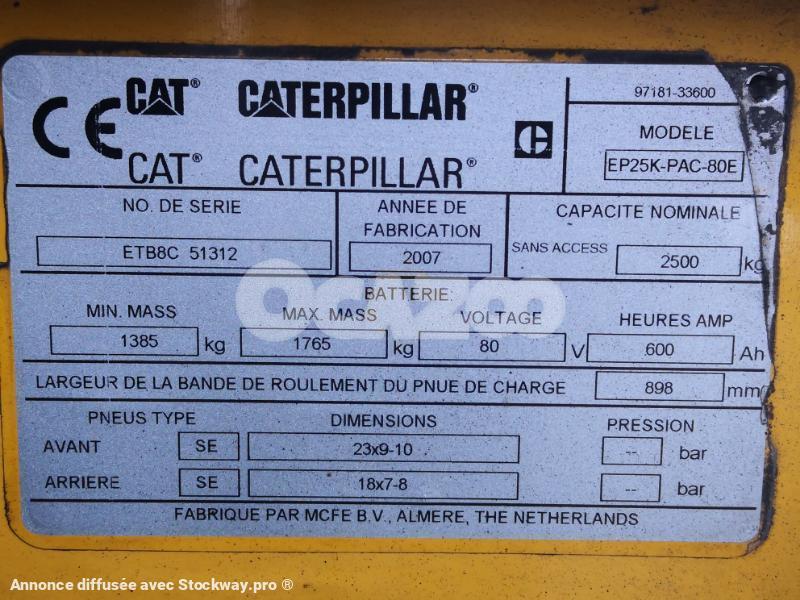 CE CAT® CATERPILLAR®
CAT® CATERPILLAR®
97181-33600
MODELE
EP25K-PAC-80E
NO. DE SERIE
ETB8C 51312
ANNEE DE
FABRICATION
2007
CAPACITE NOMINALE
SANS ACCESS 2500 kg
BATTERIE:
MIN. MASS MAX. MASS VOLTAGE HEURES AMP
1385 kg 1765 kg 80 V 600 Ah
LARGEUR DE LA BANDE DE ROULEMENT DU PNUE DE CHARGE 898 mm
PNEUS TYPE DIMENSIONS PRESSION
AVANT SE 23x9-10 -- bar
ARRIERE SE 18x7-8 -- bar
FABRIQUE PAR MCFE B.V., ALMERE, THE NETHERLANDS
OCAZOO
Annonce diffusée avec Stockway.pro ®